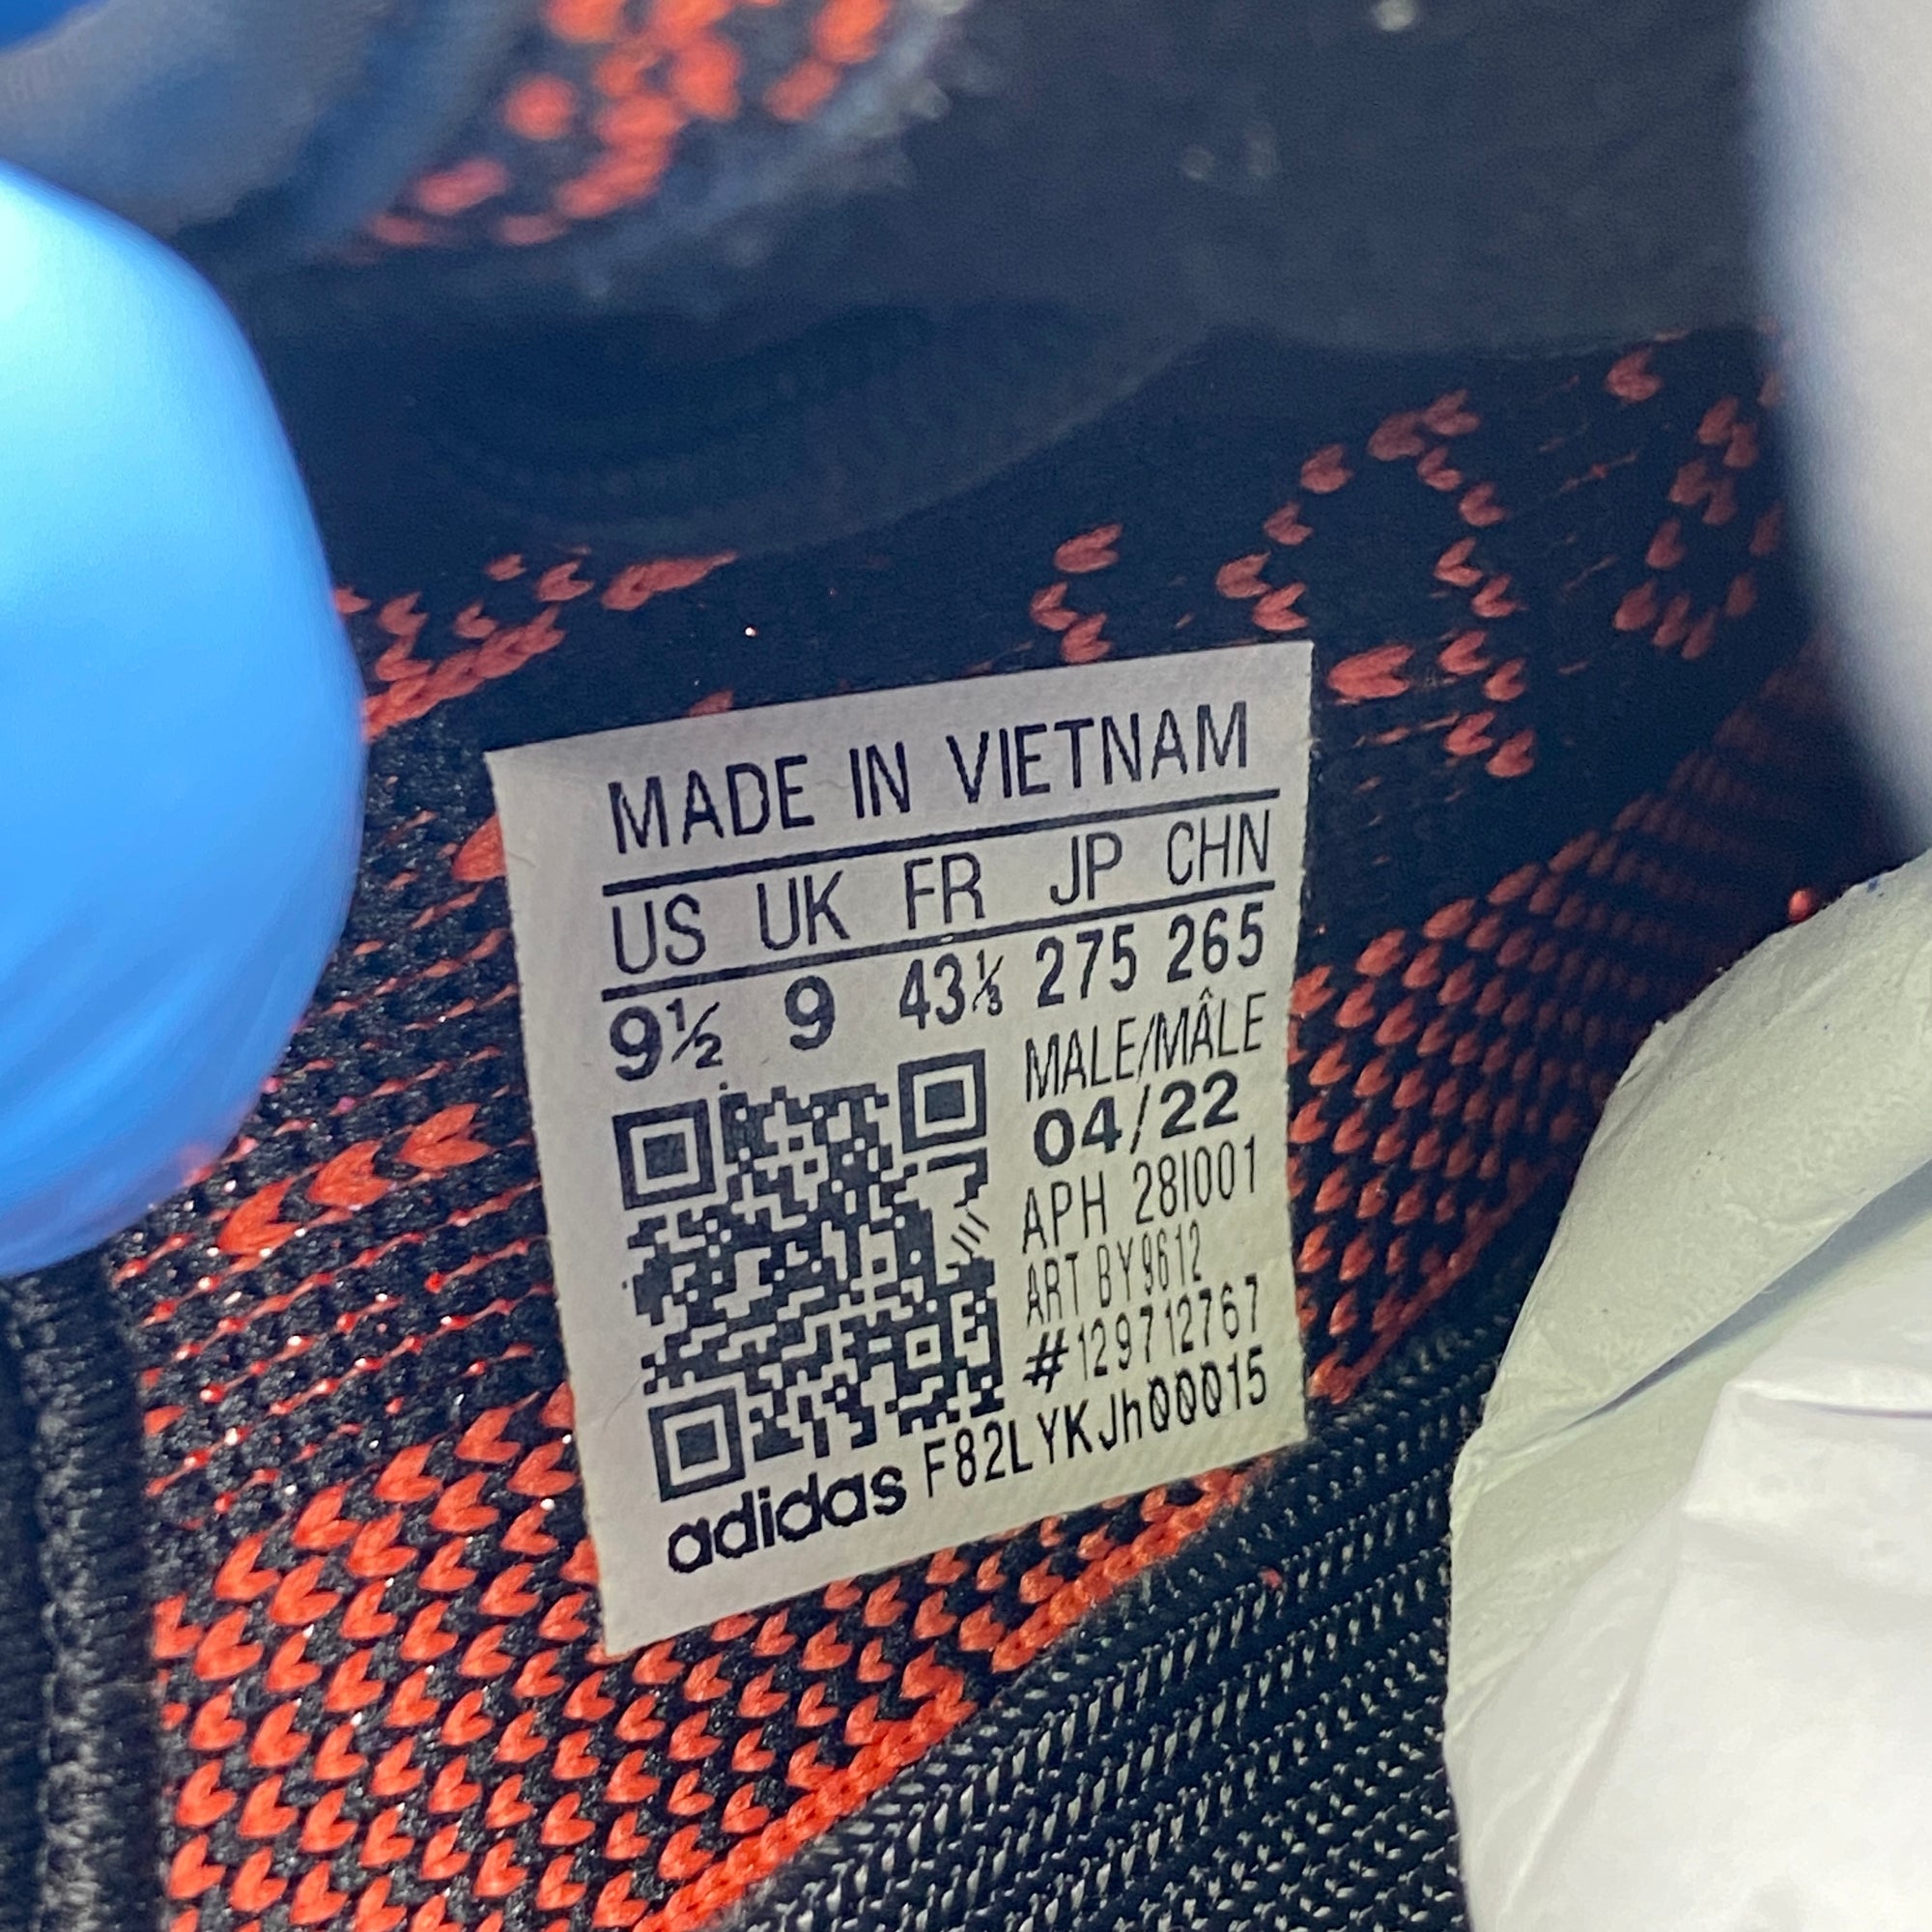 MADE IN VIETNAM
US UK FR JP CHN
9½ 9 43⅓ 275 265
MALE/MÂLE
04/22
APH 28I001
ART BY9612
#129712767
adidas F82LYKJh00015